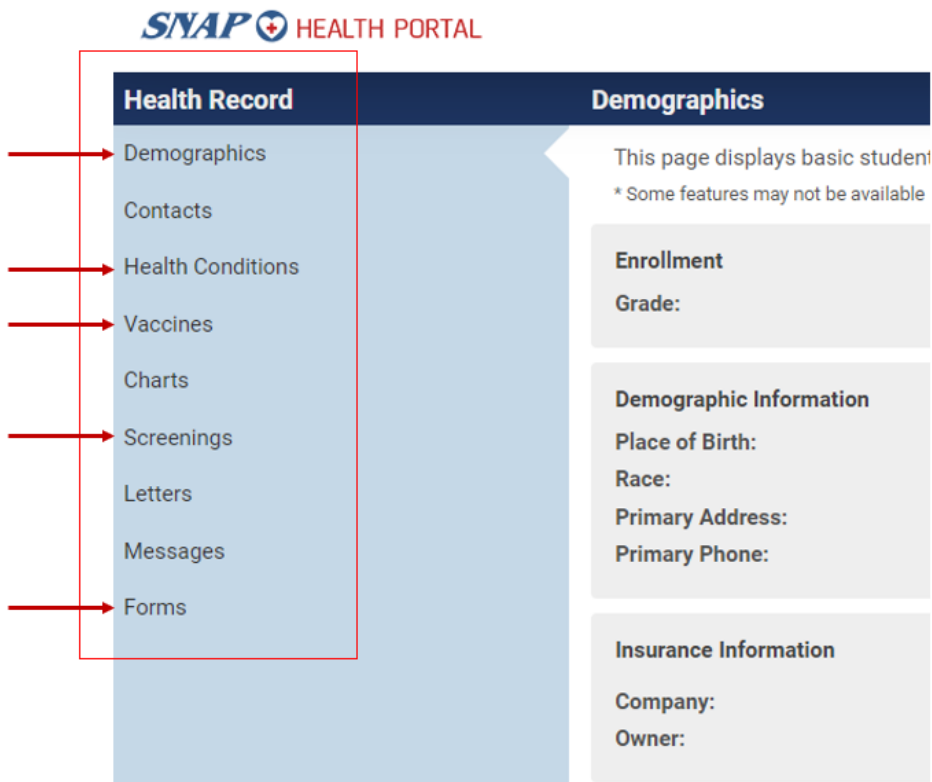 SNAP HEALTH PORTAL
Health Record
Demographics
Contacts
Health Conditions
Vaccines
Charts
Screenings
Letters
Messages
Forms
Demographics
This page displays basic student
* Some features may not be available
Enrollment
Grade:
Demographic Information
Place of Birth:
Race:
Primary Address:
Primary Phone:
Insurance Information
Company:
Owner: